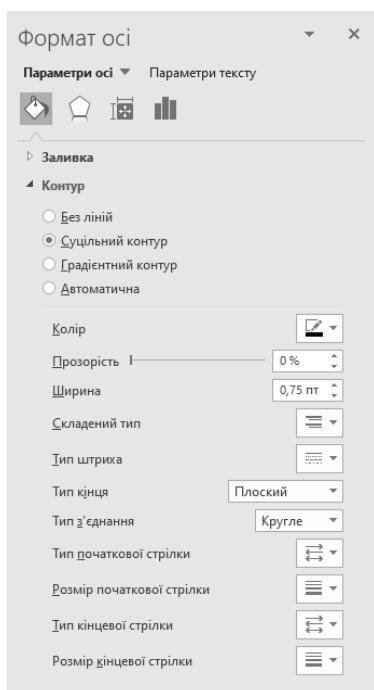 Формат осі
Параметри осі Параметри тексту
Заливка
Контур
Без ліній
Суцільний контур
Градієнтний контур
Автоматична
Колір
Прозорість 0 %
Ширина 0,75 пт
Складений тип
Тип штриха
Тип кінця Плоский
Тип з'єднання Кругле
Тип початкової стрілки
Розмір початкової стрілки
Тип кінцевої стрілки
Розмір кінцевої стрілки